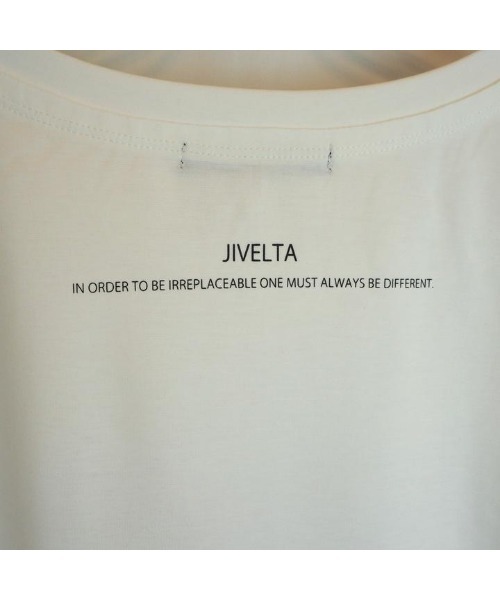 JIVELTA
IN ORDER TO BE IRREPLACEABLE ONE MUST ALWAYS BE DIFFERENT.